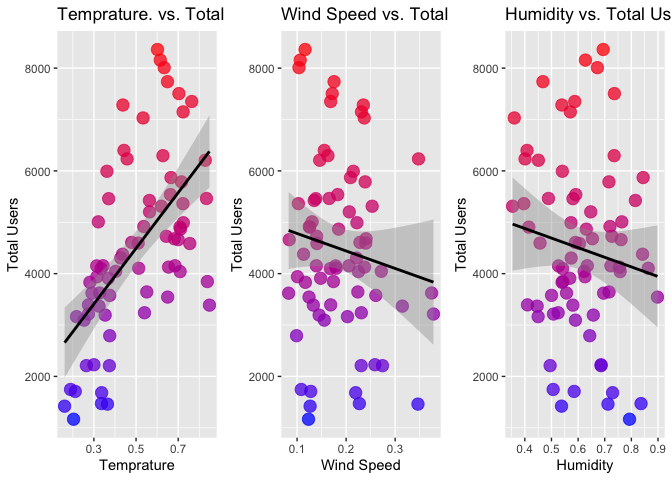 Temprature. vs. Total
Total Users
8000
6000
4000
2000
0.3
0.5
0.7
Temprature
Wind Speed vs. Total
Total Users
8000
6000
4000
2000
0.1
0.2
0.3
Wind Speed
Humidity vs. Total Us
Total Users
8000
6000
4000
2000
0.4
0.5
0.6
0.7
0.8
0.9
Humidity